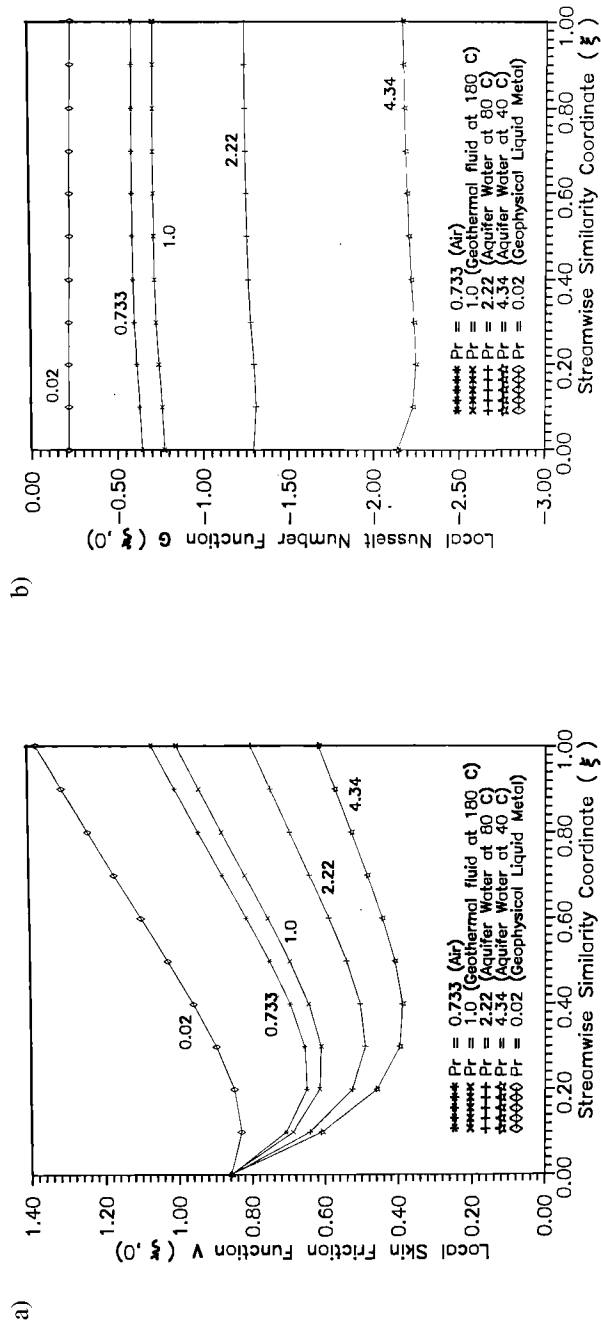 a)
Local Skin Friction Function V ( ξ ,0)
1.40
1.20
1.00
0.80
0.60
0.40
0.20
0.00
0.02
0.733
1.0
2.22
4.34
***** Pr = 0.733 (Air)
××××× Pr = 1.0 (Geothermal fluid at 180 C)
+++++ Pr = 2.22 (Aquifer Water at 80 C)
☆☆☆☆☆ Pr = 4.34 (Aquifer Water at 40 C)
◊◊◊◊◊ Pr = 0.02 (Geophysical Liquid Metal)
0.00 0.20 0.40 0.60 0.80 1.00
Streamwise Similarity Coordinate ( ξ )
b)
Local Nusselt Number Function G ( ξ ,0)
0.00
-0.50
-1.00
-1.50
-2.00
-2.50
-3.00
0.02
0.733
1.0
2.22
4.34
***** Pr = 0.733 (Air)
××××× Pr = 1.0 (Geothermal fluid at 180 C)
+++++ Pr = 2.22 (Aquifer Water at 80 C)
☆☆☆☆☆ Pr = 4.34 (Aquifer Water at 40 C)
◊◊◊◊◊ Pr = 0.02 (Geophysical Liquid Metal)
0.00 0.20 0.40 0.60 0.80 1.00
Streamwise Similarity Coordinate ( ξ )